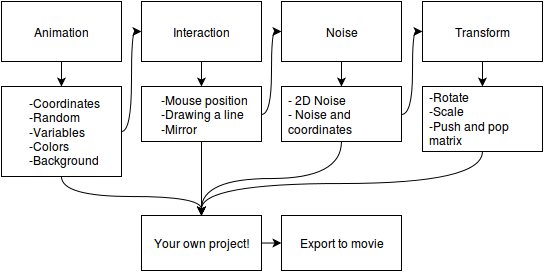 Animation
Interaction
Noise
Transform
-Coordinates
-Random
-Variables
-Colors
-Background
-Mouse position
-Drawing a line
-Mirror
- 2D Noise
- Noise and
coordinates
-Rotate
-Scale
-Push and pop
matrix
Your own project!
Export to movie